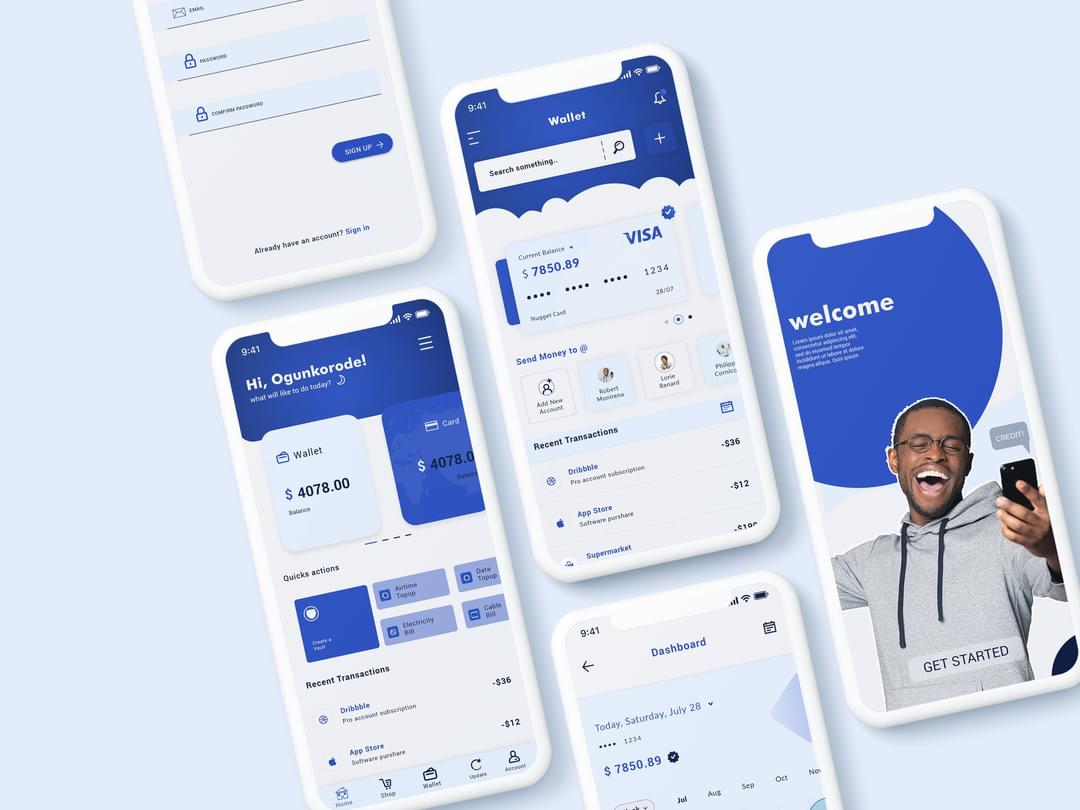 EMAIL
PASSWORD
CONFIRM PASSWORD
SIGN UP
Already have an account? Sign in
9:41
Wallet
Search something..
Current Balance
VISA
$ 7850.89
1234
28/07
Nugget Card
Send Money to @
Add New
Account
Robert
Monirena
Lorie
Renard
Philipp
Cornico
Recent Transactions
Dribbble
Pro account subscription
-$36
App Store
Software purshare
-$12
Supermarket
9:41
Hi, Ogunkorode!
what will like to do today?
Wallet
$ 4078.00
Balance
Card
$ 4078.0
Balan
Quicks actions
Create a
Vault
Airtime
Topup
Data
Topup
Electricity
Bill
Cable
Bill
Recent Transactions
Dribbble
Pro account subscription
-$36
App Store
Software purshare
-$12
Home
Shop
Wallet
Update
Account
welcome
Lorem ipsum dolor sit amet,
consectetur adipiscing elit,
sed do eiusmod tempor
incididunt ut labore et dolore
magna aliqua. Quis ipsum
CREDIT!
GET STARTED
9:41
Dashboard
Today, Saturday, July 28
1234
$ 7850.89
Jul
Aug
Sep
Oct
Nov